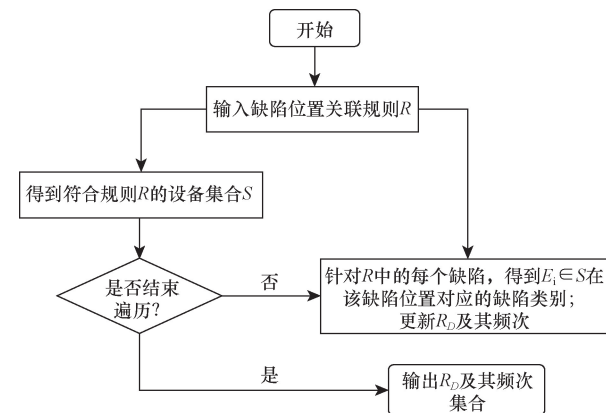 开始
输入缺陷位置关联规则R
得到符合规则R的设备集合S
是否结束
遍历?
否
针对R中的每个缺陷，得到Ei∈S在
该缺陷位置对应的缺陷类别；
更新RD及其频次
是
输出RD及其频次
集合